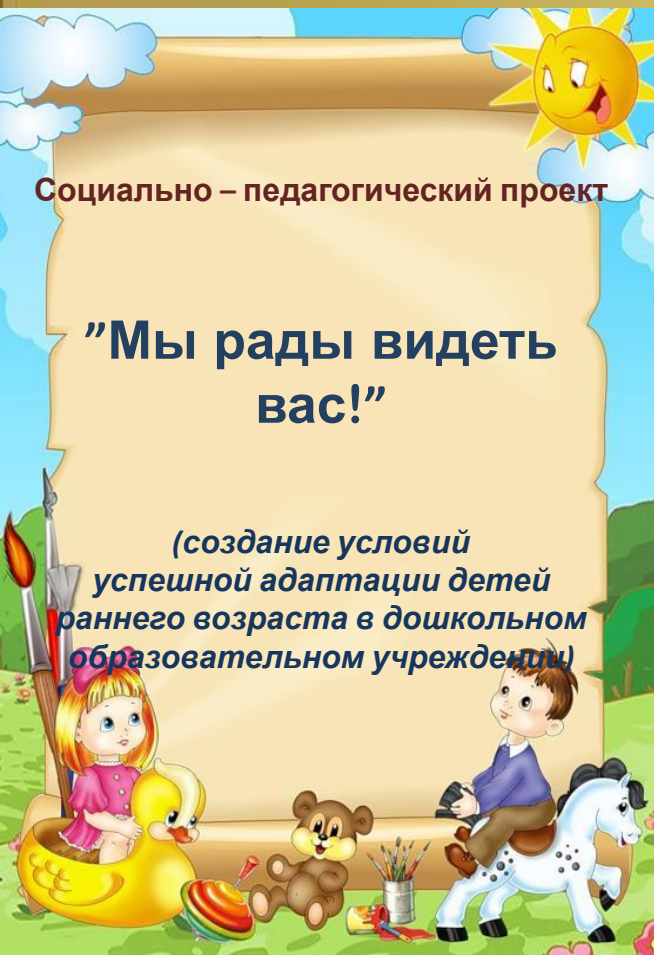 Социально – педагогический проект
”Мы рады видеть
вас!”
(создание условий
успешной адаптации детей
раннего возраста в дошкольном
образовательном учреждении)